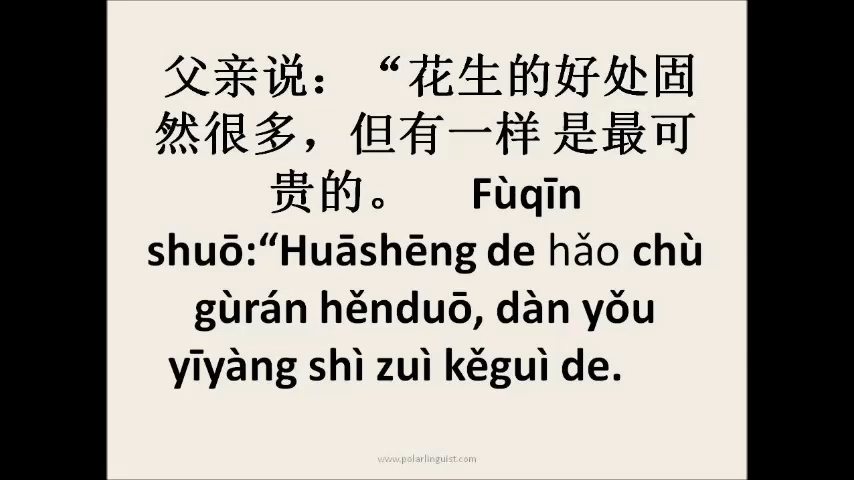 父亲说：“花生的好处固
然很多，但有一样 是最可
贵的。 Fùqīn
shuō:“Huāshēng de hǎo chù
gùrán hěnduō, dàn yǒu
yīyàng shì zuì kěguì de.
www.polarlinguist.com